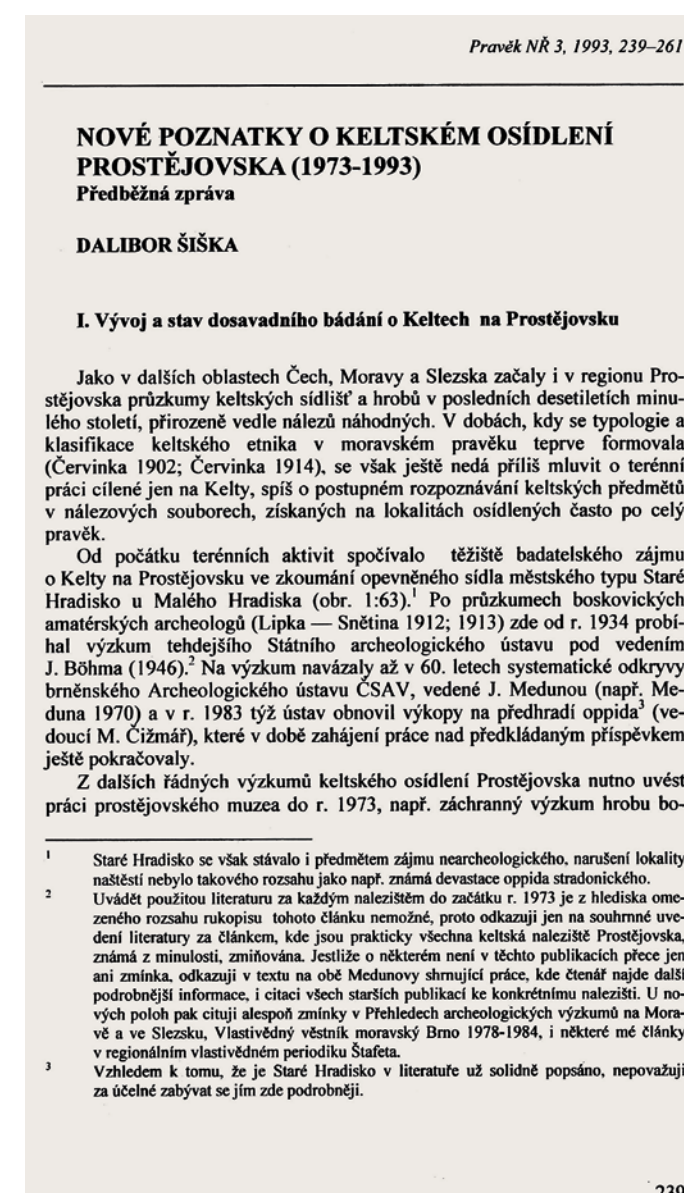 Pravěk NŘ 3, 1993, 239–261
NOVÉ POZNATKY O KELTSKÉM OSÍDLENÍ
PROSTĚJOVSKA (1973-1993)
Předběžná zpráva
DALIBOR ŠIŠKA
I. Vývoj a stav dosavadního bádání o Keltech na Prostějovsku
Jako v dalších oblastech Čech, Moravy a Slezska začaly i v regionu Pro-
stějovska průzkumy keltských sídlišť a hrobů v posledních desetiletích minu-
lého století, přirozeně vedle nálezů náhodných. V dobách, kdy se typologie a
klasifikace keltského etnika v moravském pravěku teprve formovala
(Červinka 1902; Červinka 1914), se však ještě nedá příliš mluvit o terénní
práci cílené jen na Kelty, spíš o postupném rozpoznávání keltských předmětů
v nálezových souborech, získaných na lokalitách osídlených často po celý
pravěk.
Od počátku terénních aktivit spočívalo těžiště badatelského zájmu
o Kelty na Prostějovsku ve zkoumání opevněného sídla městského typu Staré
Hradisko u Malého Hradiska (obr. 1:63).¹ Po průzkumech boskovických
amatérských archeologů (Lipka — Snětina 1912; 1913) zde od r. 1934 probí-
hal výzkum tehdejšího Státního archeologického ústavu pod vedením
J. Böhma (1946).² Na výzkum navázaly až v 60. letech systematické odkryvy
brněnského Archeologického ústavu ČSAV, vedené J. Medunou (např. Me-
duna 1970) a v r. 1983 týž ústav obnovil výkopy na předhradí oppida³ (ve-
doucí M. Čižmář), které v době zahájení práce nad předkládaným příspěvkem
ještě pokračovaly.
Z dalších řádných výzkumů keltského osídlení Prostějovska nutno uvést
práci prostějovského muzea do r. 1973, např. záchranný výzkum hrobu bo-
¹ Staré Hradisko se však stávalo i předmětem zájmu nearcheologického, narušení lokality
naštěstí nebylo takového rozsahu jako např. známá devastace oppida stradonického.
² Uvádět použitou literaturu za každým nalezištěm do začátku r. 1973 je z hlediska ome-
zeného rozsahu rukopisu tohoto článku nemožné, proto odkazuji jen na souhrnné uve-
dení literatury za článkem, kde jsou prakticky všechna keltská naleziště Prostějovska,
známá z minulosti, zmiňována. Jestliže o některém není v těchto publikacích přece jen
ani zmínka, odkazuji v textu na obě Medunovy shrnující práce, kde čtenář najde další
podrobnější informace, i citaci všech starších publikací ke konkrétnímu nalezišti. U no-
vých poloh pak cituji alespoň zmínky v Přehledech archeologických výzkumů na Mora-
vě a ve Slezsku, Vlastivědný věstník moravský Brno 1978-1984, i některé mé články
v regionálním vlastivědném periodiku Štafeta.
³ Vzhledem k tomu, že je Staré Hradisko v literatuře už solidně popsáno, nepovažuji
za účelné zabývat se jím zde podrobněji.
239